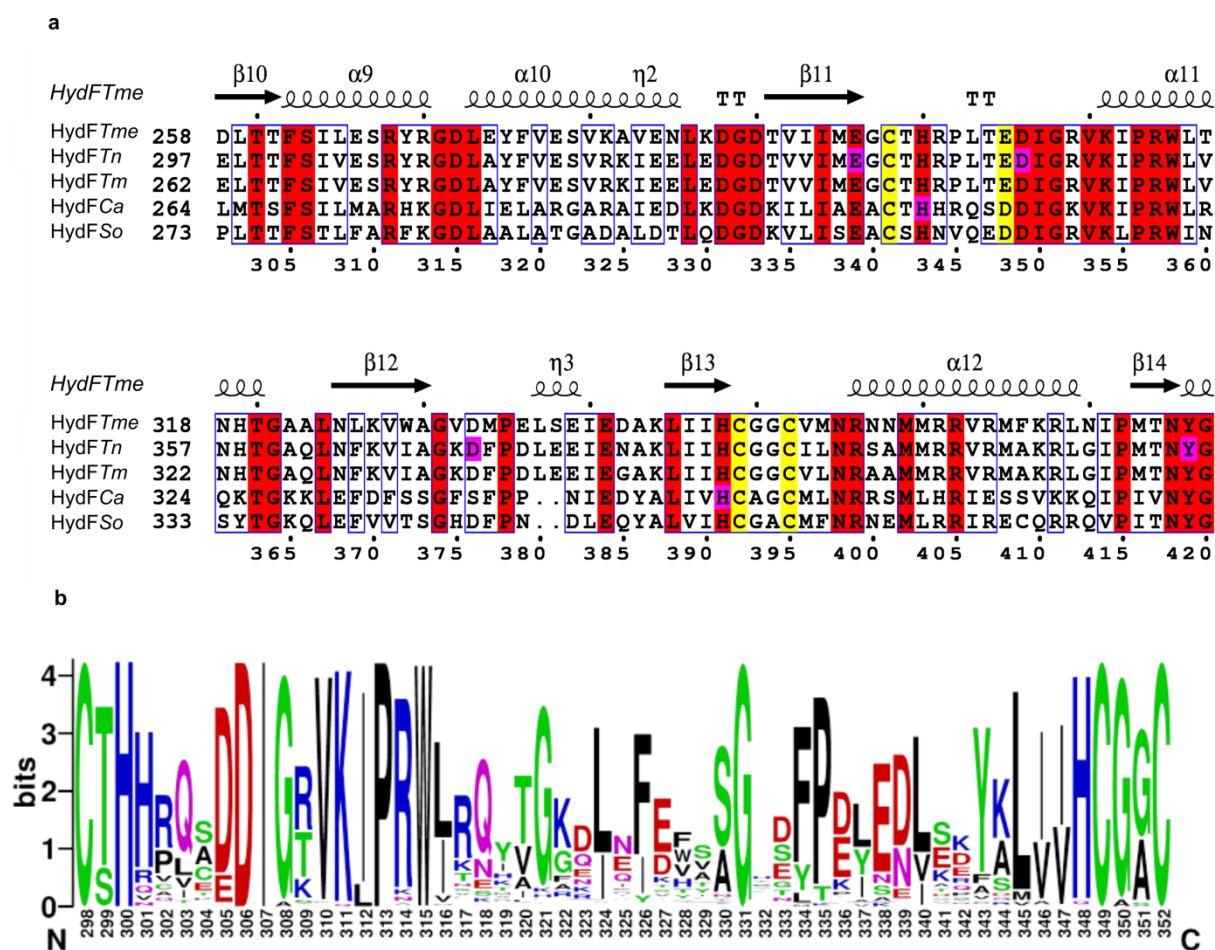 a
β10 α9 α10 η2 β11 α11
HydFTme TT TT
HydFTme 258 DLTTFSILESRYRGDLEYFVESVKAVENLKDGDTVIIMEGCTHRPLTEDIGRVKIPRWLT
HydFTn 297 ELTTFSIVESRYRGDLAYFVESVRKIEELEDGDTVVIMEGCTHRPLTEDIGRVKIPRWLV
HydFTm 262 ELTTFSIVESRYRGDLAYFVESVRKIEELEDGDTVVIMEGCTHRPLTEDIGRVKIPRWLV
HydFCa 264 LMTSFSILMARHKGDLIELARGARAIEDLKDGDKILIAEACTHHRQSDDIGKVKIPRWLR
HydFSo 273 PLTTFSTLFARFKGDLAALATGADALDTLQDGDKVLISEACSHNVQEDDIGRVKLPRWIN
305 310 315 320 325 330 335 340 345 350 355 360
β12 η3 β13 α12 β14
HydFTme
HydFTme 318 NHTGAALNLKVWAGVDMPELSEIEDAKLIIHCGGCVMNRNNMMRRVRMFKRLNIPMTNYG
HydFTn 357 NHTGAQLNFKVIAGKDFPDLEEIENAKLIIHCGGCILNRSAMMRRVRMAKRLGIPMTNYG
HydFTm 322 NHTGAQLNFKVIAGKDFPDLEEIENAKLIIHCGGCILNRAAMMRRVRMAKRLGIPMTNYG
HydFCa 324 QKTGKKLEFDFSSGFSFPP..NIEDYALIVHCAGCMLNRRSMLHRIESSVKKQIPIVNYG
HydFSo 333 SYTGKQLEFVVTSGHDFPN..DLEQYALVIHCGACMFNRNEMLRRIRECQRRQVPITNYG
365 370 375 380 385 390 395 400 405 410 415 420
b
bits
4
3
2
1
0
CTHHRQSDDIGRVKIPRWLRQYTGKDLNFEFSSG DFPDLEDLSKYKLIIHCGGC
N 298 299 300 301 302 303 304 305 306 307 308 309 310 311 312 313 314 315 316 317 318 319 320 321 322 323 324 325 326 327 328 329 330 331 332 333 334 335 336 337 338 339 340 341 342 343 344 345 346 347 348 349 350 351 352 C